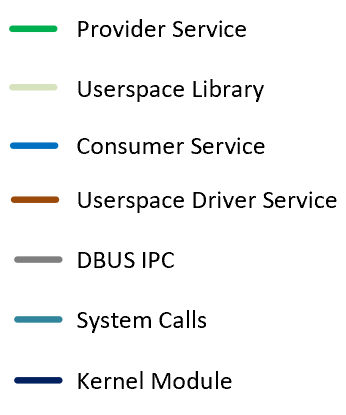 Provider Service
Userspace Library
Consumer Service
Userspace Driver Service
DBUS IPC
System Calls
Kernel Module